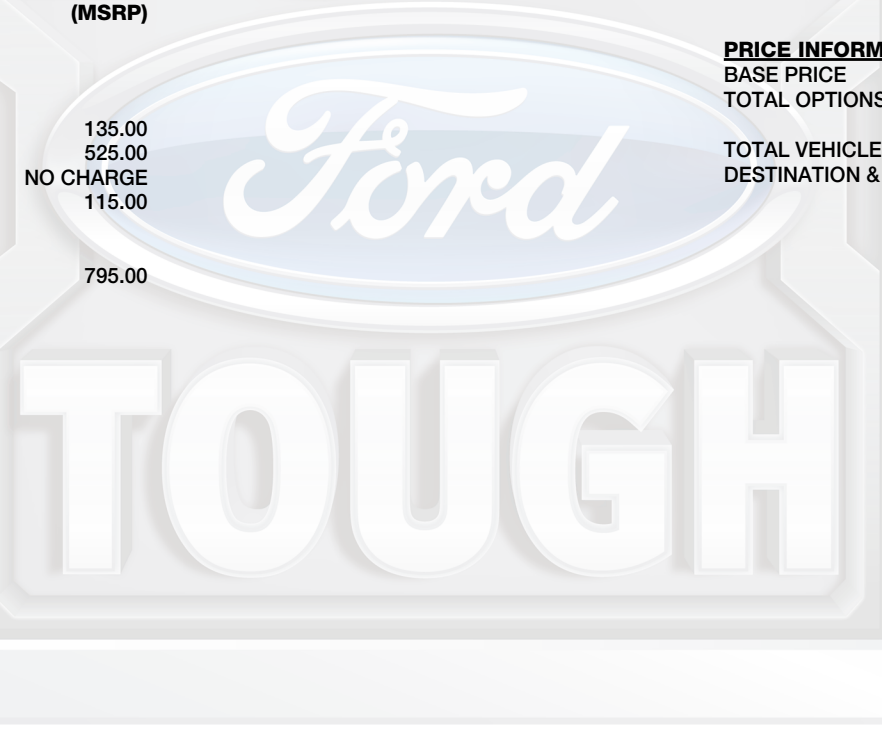 (MSRP)
135.00
525.00
NO CHARGE
115.00
795.00
PRICE INFORM
BASE PRICE
TOTAL OPTIONS
TOTAL VEHICLE
DESTINATION &
Ford
TOUGH